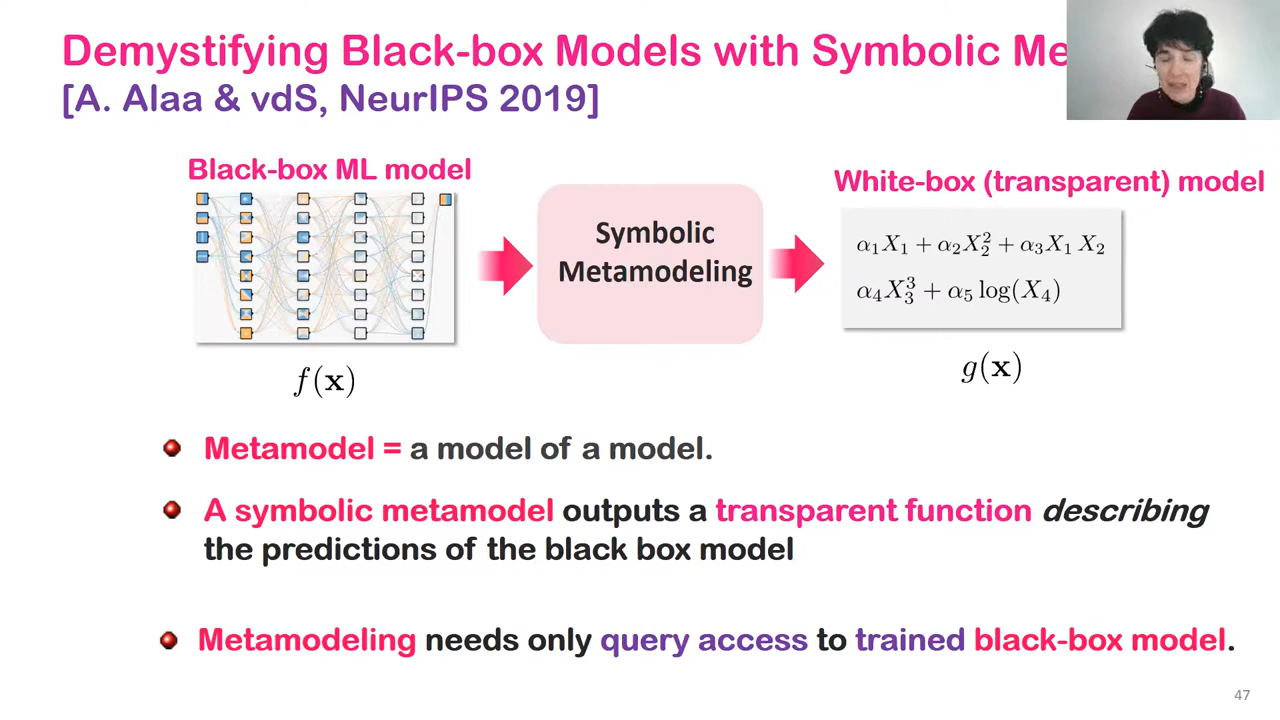 Demystifying Black-box Models with Symbolic Me
[A. Alaa & vdS, NeurIPS 2019]
Black-box ML model
White-box (transparent) model
Symbolic
Metamodeling
α₁X₁ + α₂X₂² + α₃X₁ X₂
α₄X₃³ + α₅ log(X₄)
f(x)
g(x)
Metamodel = a model of a model.
A symbolic metamodel outputs a transparent function describing
the predictions of the black box model
Metamodeling needs only query access to trained black-box model.
47